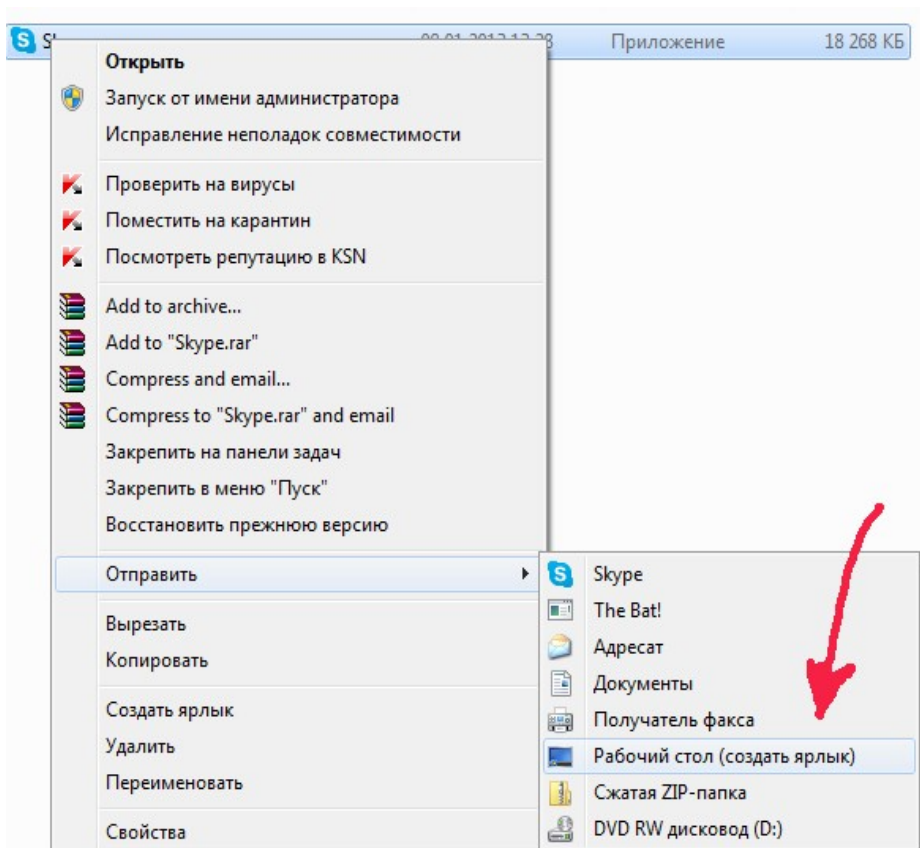 Приложение 18 268 КБ
Открыть
Запуск от имени администратора
Исправление неполадок совместимости
Проверить на вирусы
Поместить на карантин
Посмотреть репутацию в KSN
Add to archive...
Add to "Skype.rar"
Compress and email...
Compress to "Skype.rar" and email
Закрепить на панели задач
Закрепить в меню "Пуск"
Восстановить прежнюю версию
Отправить
Вырезать
Копировать
Создать ярлык
Удалить
Переименовать
Свойства
Skype
The Bat!
Адресат
Документы
Получатель факса
Рабочий стол (создать ярлык)
Сжатая ZIP-папка
DVD RW дисковод (D:)